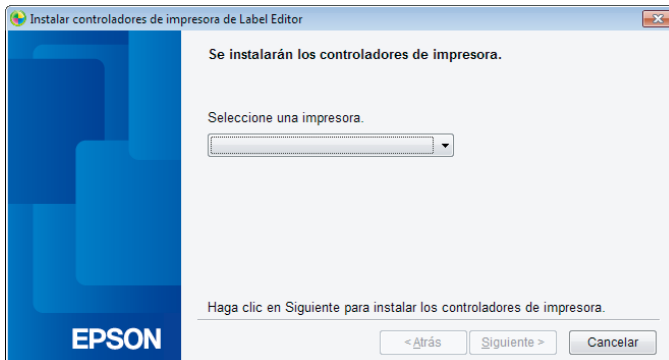 Instalar controladores de impresora de Label Editor
Se instalarán los controladores de impresora.
Seleccione una impresora.
Haga clic en Siguiente para instalar los controladores de impresora.
EPSON
< Atrás
Siguiente >
Cancelar